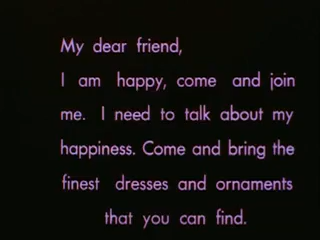 My dear friend,
I am happy, come and join
me. I need to talk about my
happiness. Come and bring the
finest dresses and ornaments
that you can find.